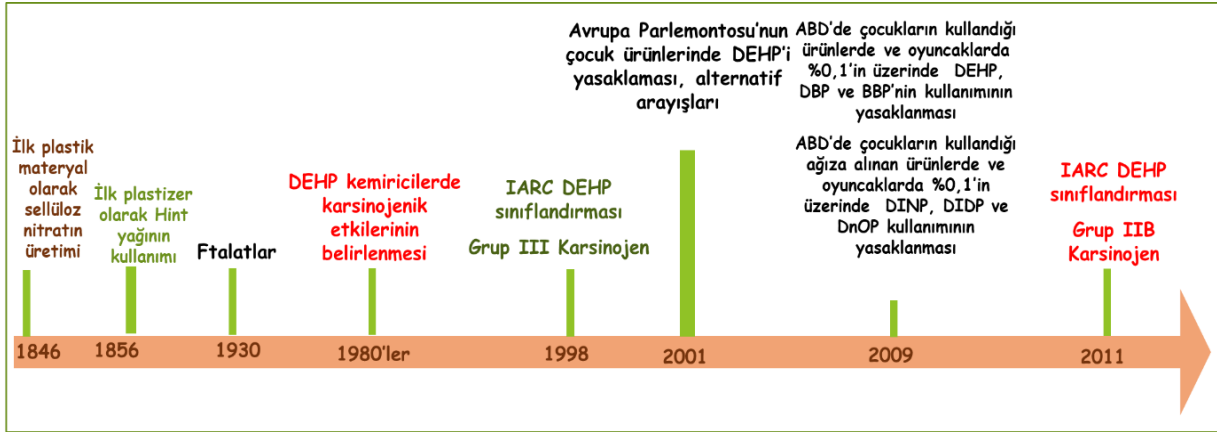 İlk plastik
materyal
olarak
sellüloz
nitratın
üretimi
1846
İlk plastizer
olarak Hint
yağının
kullanımı
1856
Ftalatlar
1930
DEHP kemiricilerde
karsinojenik
etkilerinin
belirlenmesi
1980’ler
IARC DEHP
sınıflandırması
Grup III Karsinojen
1998
Avrupa Parlemontosu’nun
çocuk ürünlerinde DEHP’i
yasaklaması, alternatif
arayışları
2001
ABD’de çocukların kullandığı
ürünlerde ve oyuncaklarda
%0,1’in üzerinde DEHP,
DBP ve BBP’nin kullanımının
yasaklanması
ABD’de çocukların kullandığı
ağıza alınan ürünlerde ve
oyuncaklarda %0,1’in
üzerinde DINP, DIDP ve
DnOP kullanımının
yasaklanması
2009
IARC DEHP
sınıflandırması
Grup IIB
Karsinojen
2011